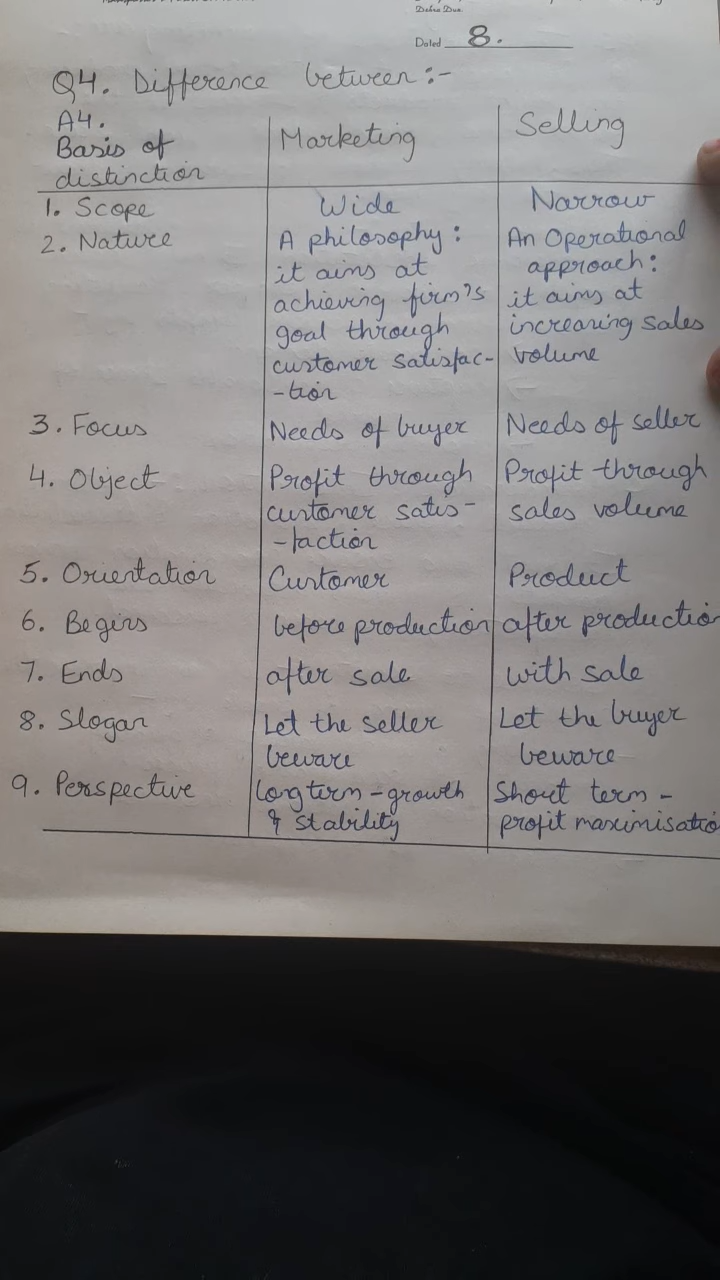 Dehra Dun
Dated 8.
Q4. Difference between :-
A4.
Basis of distinction
Marketing
Selling
1. Scope
Wide
Narrow
2. Nature
A philosophy :
it aims at
achieving firm's
goal through
customer satisfac-
-tion
An Operational
approach:
it aims at
increasing sales
volume
3. Focus
Needs of buyer
Needs of seller
4. Object
Profit through
customer satis-
-faction
Profit through
sales volume
5. Orientation
Customer
Product
6. Begins
before production
after production
7. Ends
after sale
with sale
8. Slogan
Let the seller
beware
Let the buyer
beware
9. Perspective
Long term - growth
& stability
Short term -
profit maximisatio